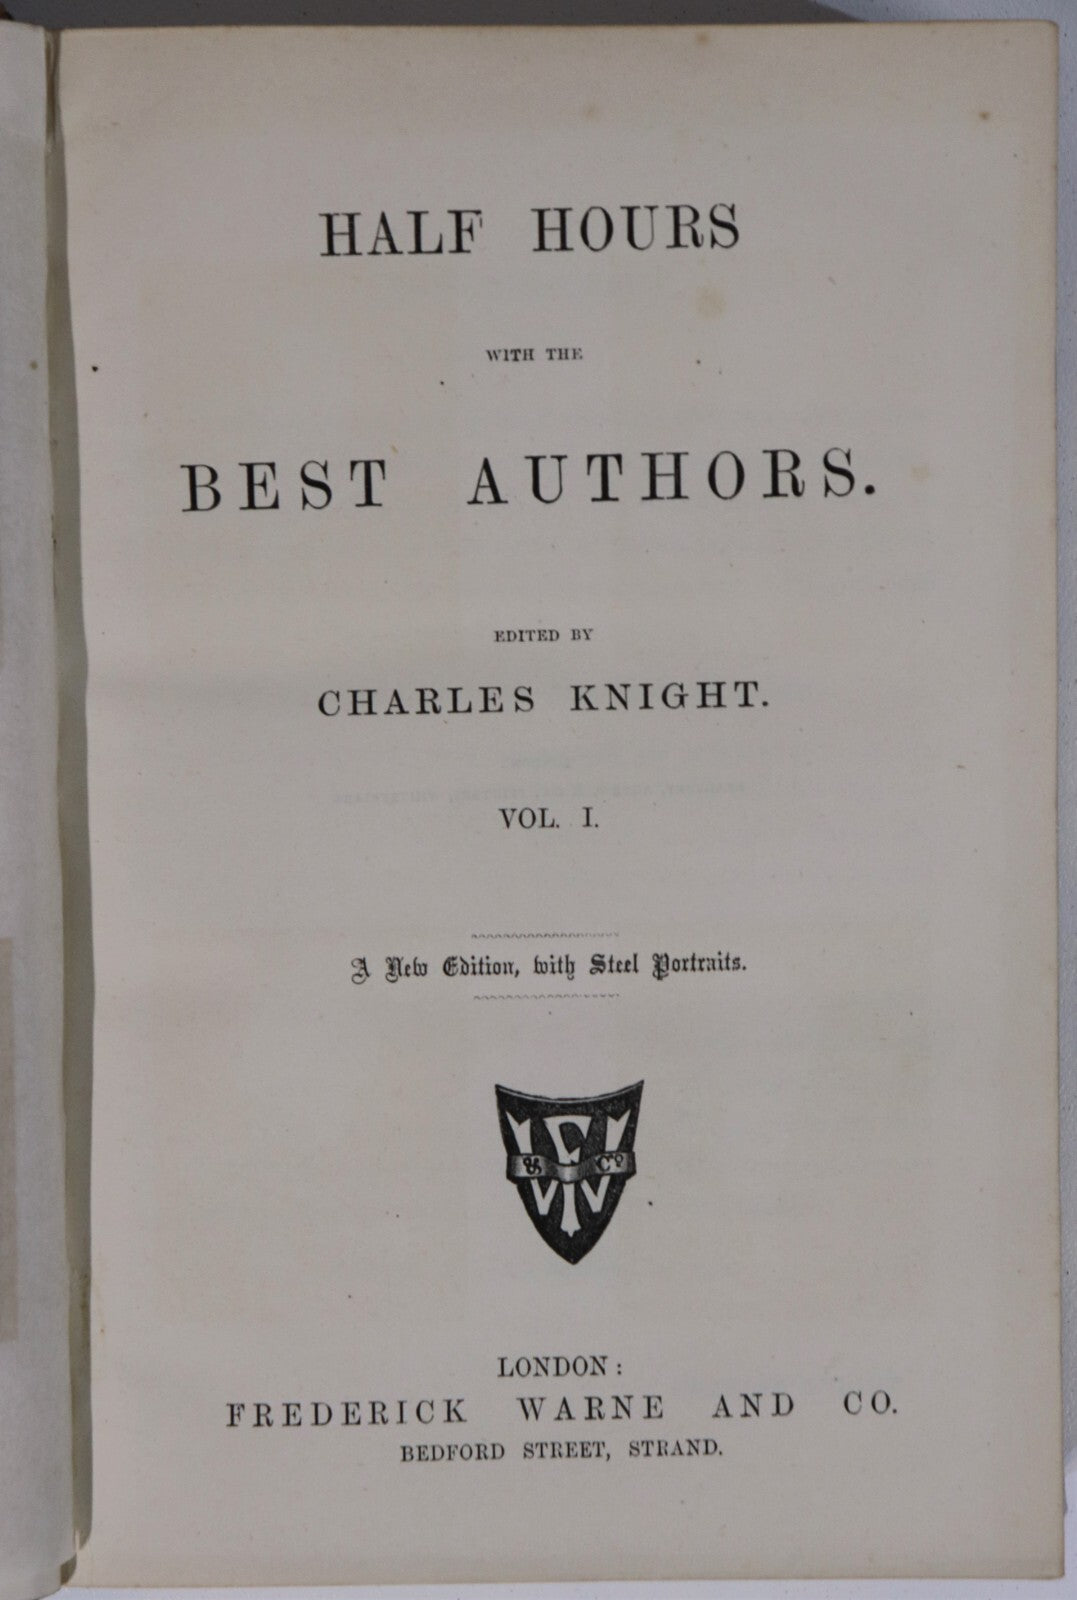 HALF HOURS
WITH THE
BEST AUTHORS.
EDITED BY
CHARLES KNIGHT.
VOL. I.
A New Edition, with Steel Portraits.
F W
& Co
LONDON:
FREDERICK WARNE AND CO.
BEDFORD STREET, STRAND.